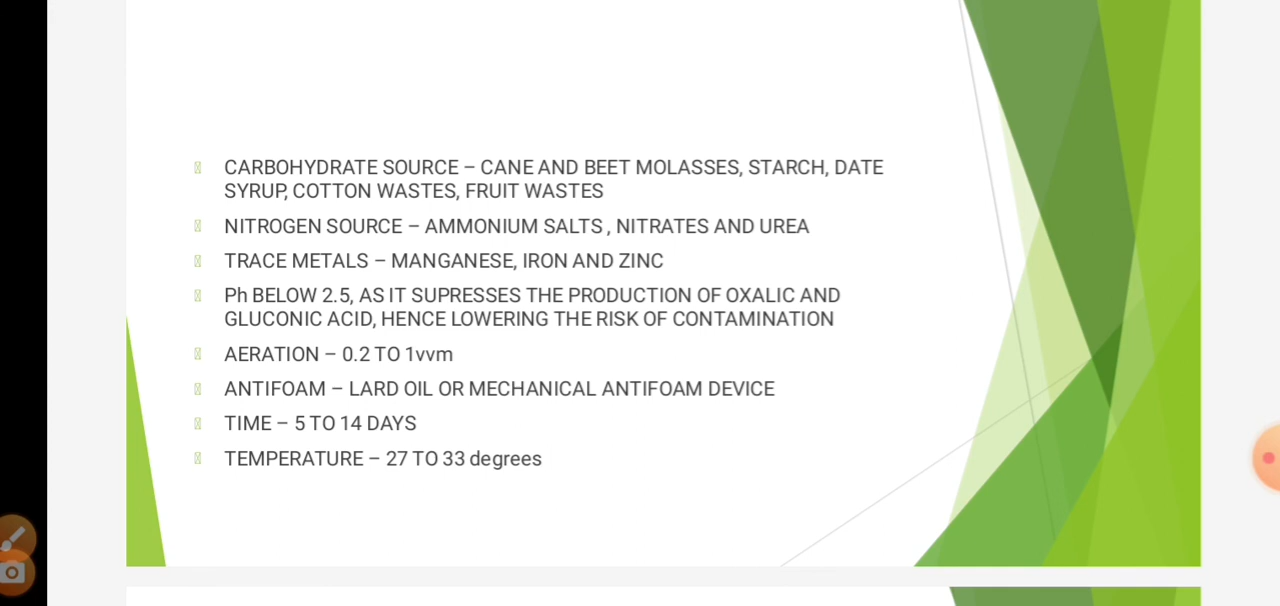 CARBOHYDRATE SOURCE – CANE AND BEET MOLASSES, STARCH, DATE
SYRUP, COTTON WASTES, FRUIT WASTES
NITROGEN SOURCE – AMMONIUM SALTS , NITRATES AND UREA
TRACE METALS – MANGANESE, IRON AND ZINC
Ph BELOW 2.5, AS IT SUPRESSES THE PRODUCTION OF OXALIC AND
GLUCONIC ACID, HENCE LOWERING THE RISK OF CONTAMINATION
AERATION – 0.2 TO 1vvm
ANTIFOAM – LARD OIL OR MECHANICAL ANTIFOAM DEVICE
TIME – 5 TO 14 DAYS
TEMPERATURE – 27 TO 33 degrees